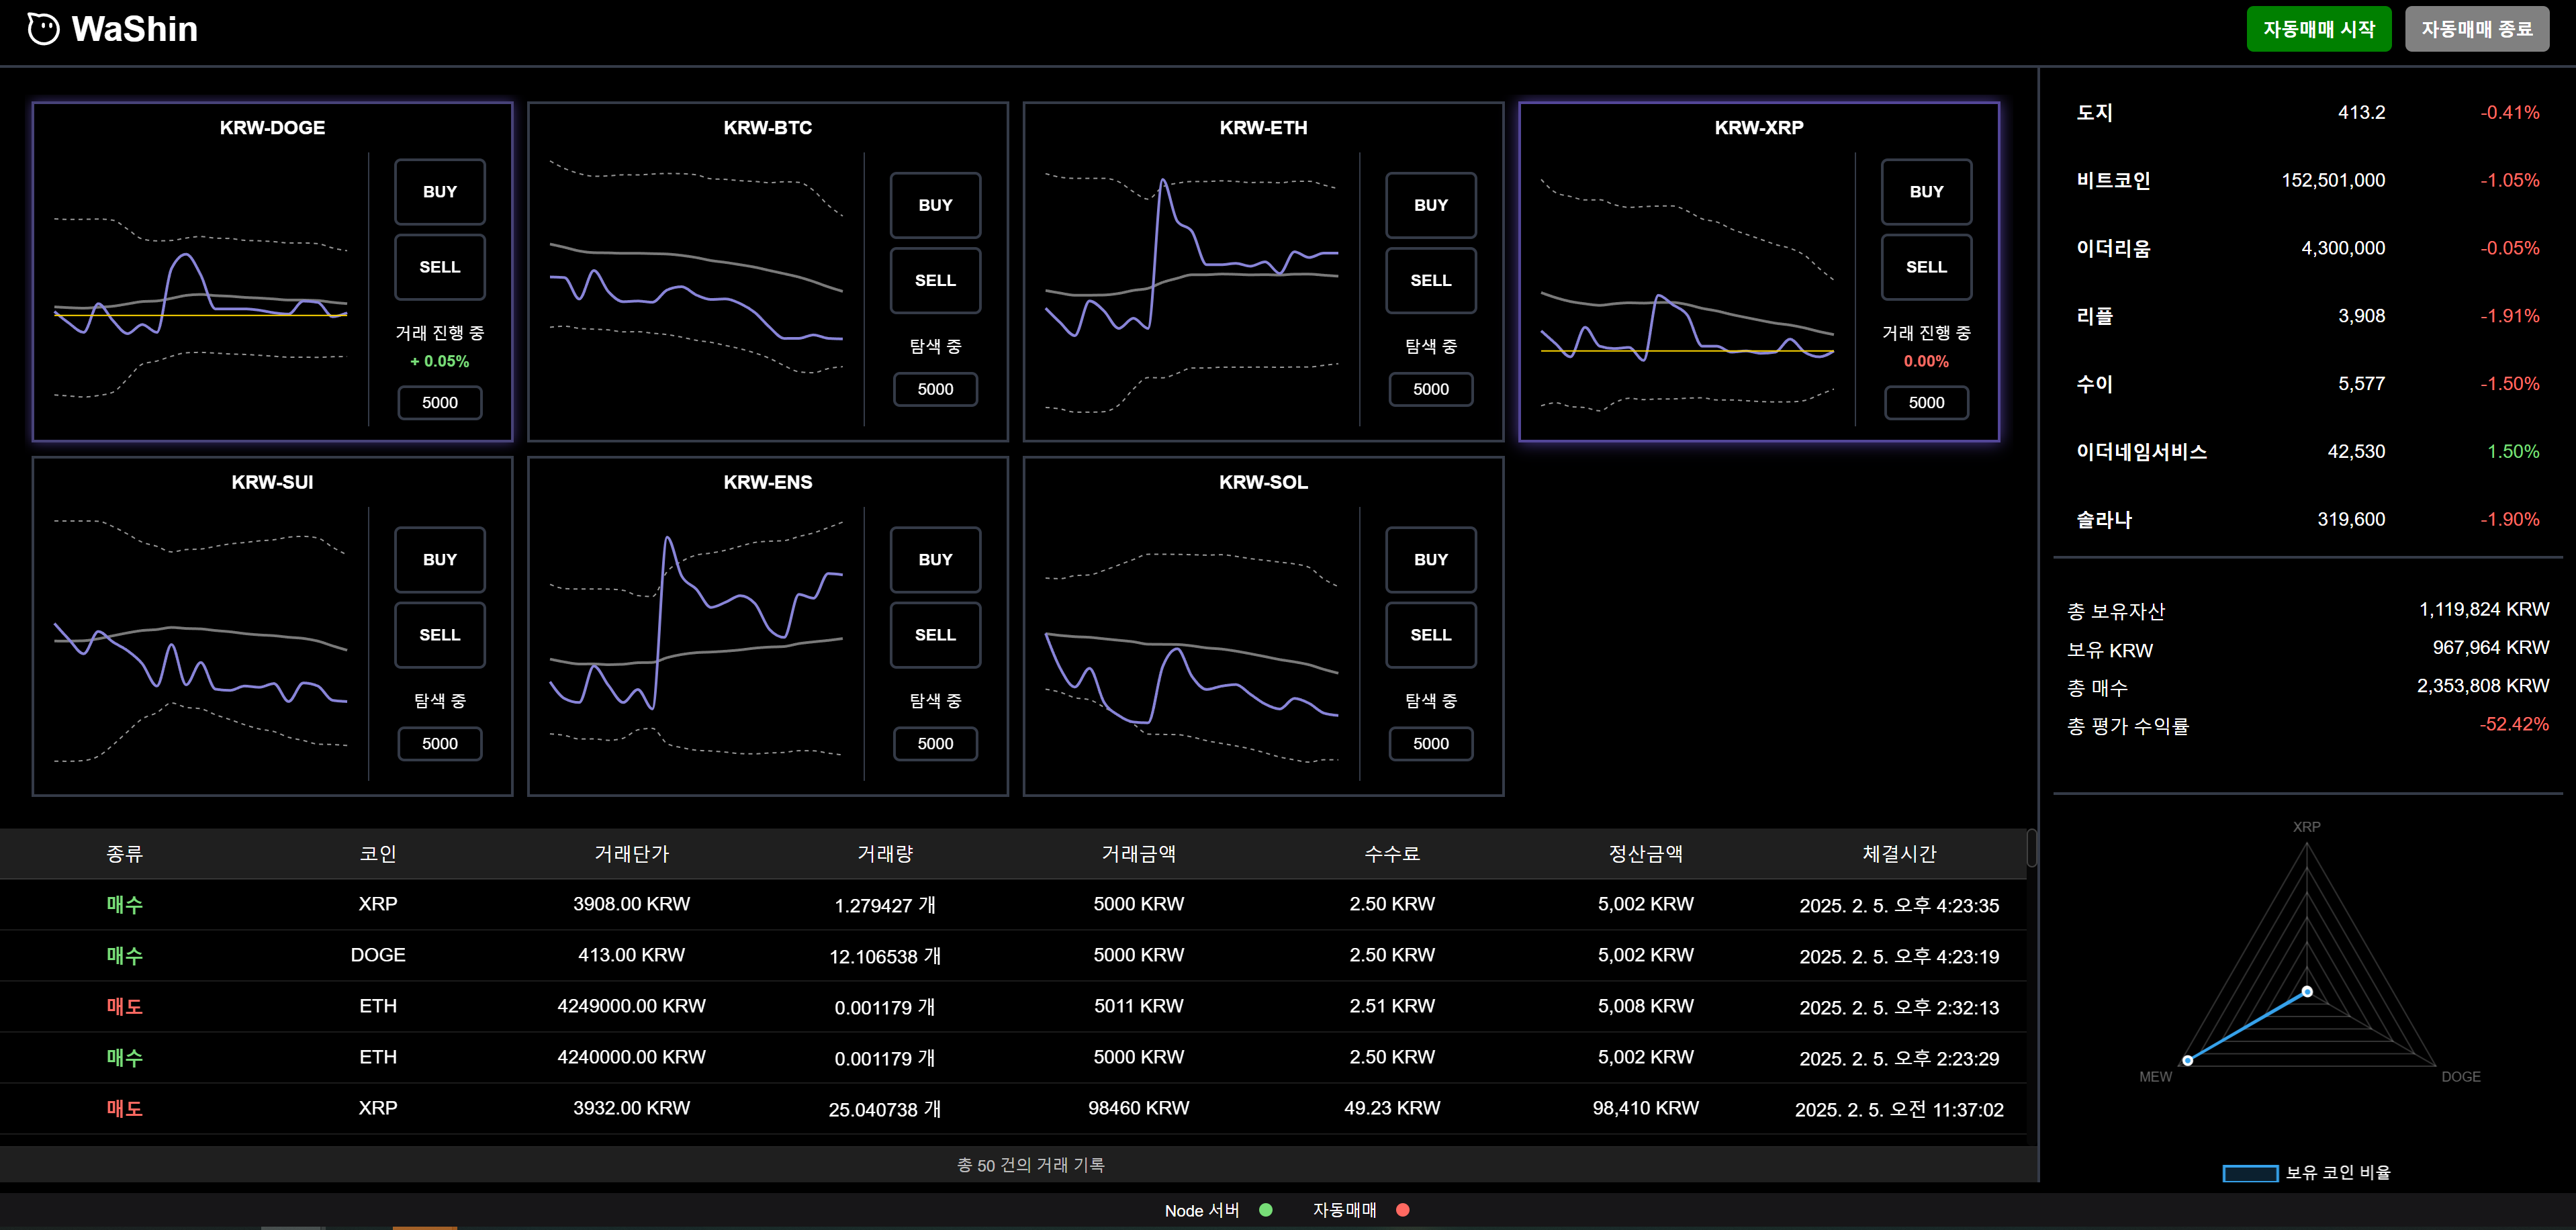 WaShin
자동매매 시작
자동매매 종료
KRW-DOGE
BUY
SELL
거래 진행 중
+ 0.05%
5000
KRW-BTC
BUY
SELL
탐색 중
5000
KRW-ETH
BUY
SELL
탐색 중
5000
KRW-XRP
BUY
SELL
거래 진행 중
0.00%
5000
KRW-SUI
BUY
SELL
탐색 중
5000
KRW-ENS
BUY
SELL
탐색 중
5000
KRW-SOL
BUY
SELL
탐색 중
5000
도지 413.2 -0.41%
비트코인 152,501,000 -1.05%
이더리움 4,300,000 -0.05%
리플 3,908 -1.91%
수이 5,577 -1.50%
이더네임서비스 42,530 1.50%
솔라나 319,600 -1.90%
총 보유자산 1,119,824 KRW
보유 KRW 967,964 KRW
총 매수 2,353,808 KRW
총 평가 수익률 -52.42%
XRP
MEW
DOGE
보유 코인 비율
종류 코인 거래단가 거래량 거래금액 수수료 정산금액 체결시간
매수 XRP 3908.00 KRW 1.279427 개 5000 KRW 2.50 KRW 5,002 KRW 2025. 2. 5. 오후 4:23:35
매수 DOGE 413.00 KRW 12.106538 개 5000 KRW 2.50 KRW 5,002 KRW 2025. 2. 5. 오후 4:23:19
매도 ETH 4249000.00 KRW 0.001179 개 5011 KRW 2.51 KRW 5,008 KRW 2025. 2. 5. 오후 2:32:13
매수 ETH 4240000.00 KRW 0.001179 개 5000 KRW 2.50 KRW 5,002 KRW 2025. 2. 5. 오후 2:23:29
매도 XRP 3932.00 KRW 25.040738 개 98460 KRW 49.23 KRW 98,410 KRW 2025. 2. 5. 오전 11:37:02
총 50 건의 거래 기록
Node 서버
자동매매